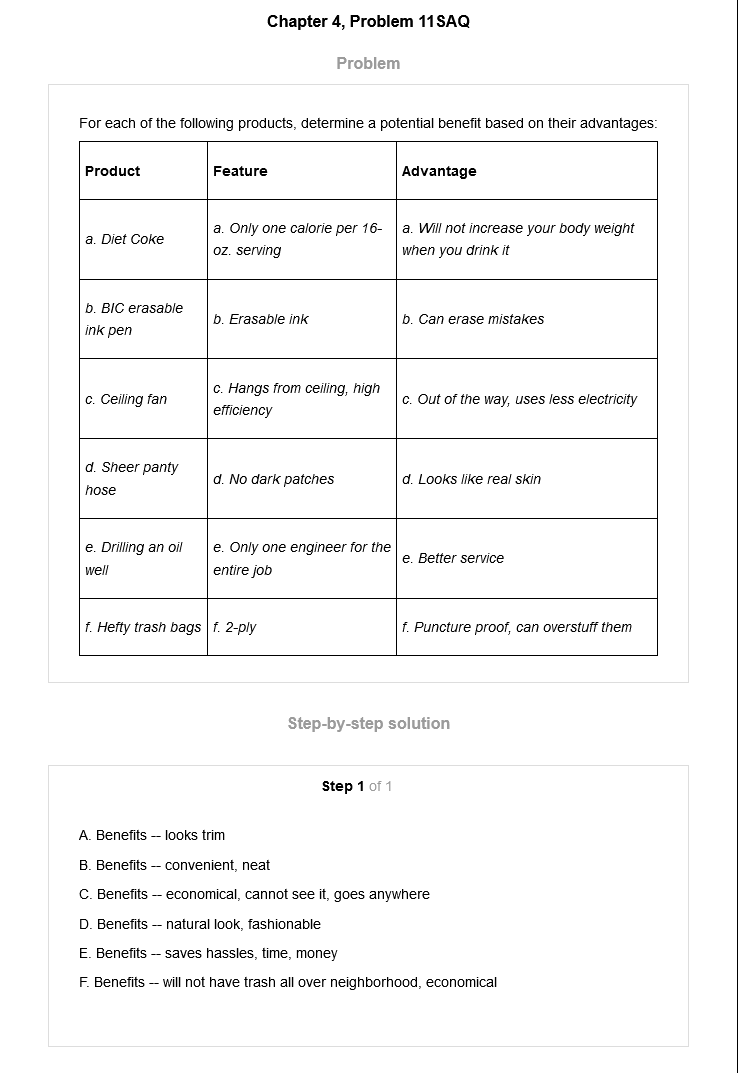 Chapter 4, Problem 11SAQ
Problem
For each of the following products, determine a potential benefit based on their advantages:
Product Feature Advantage
a. Diet Coke
a. Only one calorie per 16-
oz. serving
a. Will not increase your body weight
when you drink it
b. BIC erasable
ink pen
b. Erasable ink
b. Can erase mistakes
c. Ceiling fan
c. Hangs from ceiling, high
efficiency
c. Out of the way, uses less electricity
d. Sheer panty
hose
d. No dark patches
d. Looks like real skin
e. Drilling an oil
well
e. Only one engineer for the
entire job
e. Better service
f. Hefty trash bags
f. 2-ply
f. Puncture proof, can overstuff them
Step-by-step solution
Step 1 of 1
A. Benefits -- looks trim
B. Benefits -- convenient, neat
C. Benefits -- economical, cannot see it, goes anywhere
D. Benefits -- natural look, fashionable
E. Benefits -- saves hassles, time, money
F. Benefits -- will not have trash all over neighborhood, economical